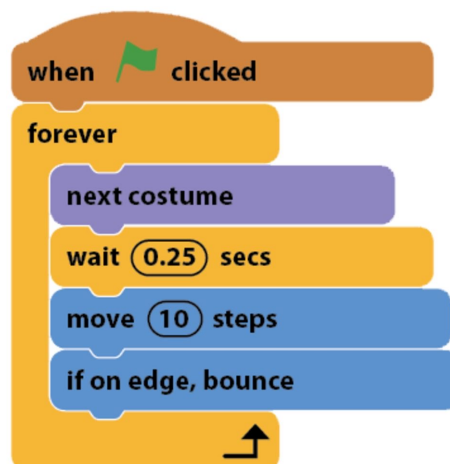 when clicked
forever
next costume
wait 0.25 secs
move 10 steps
if on edge, bounce